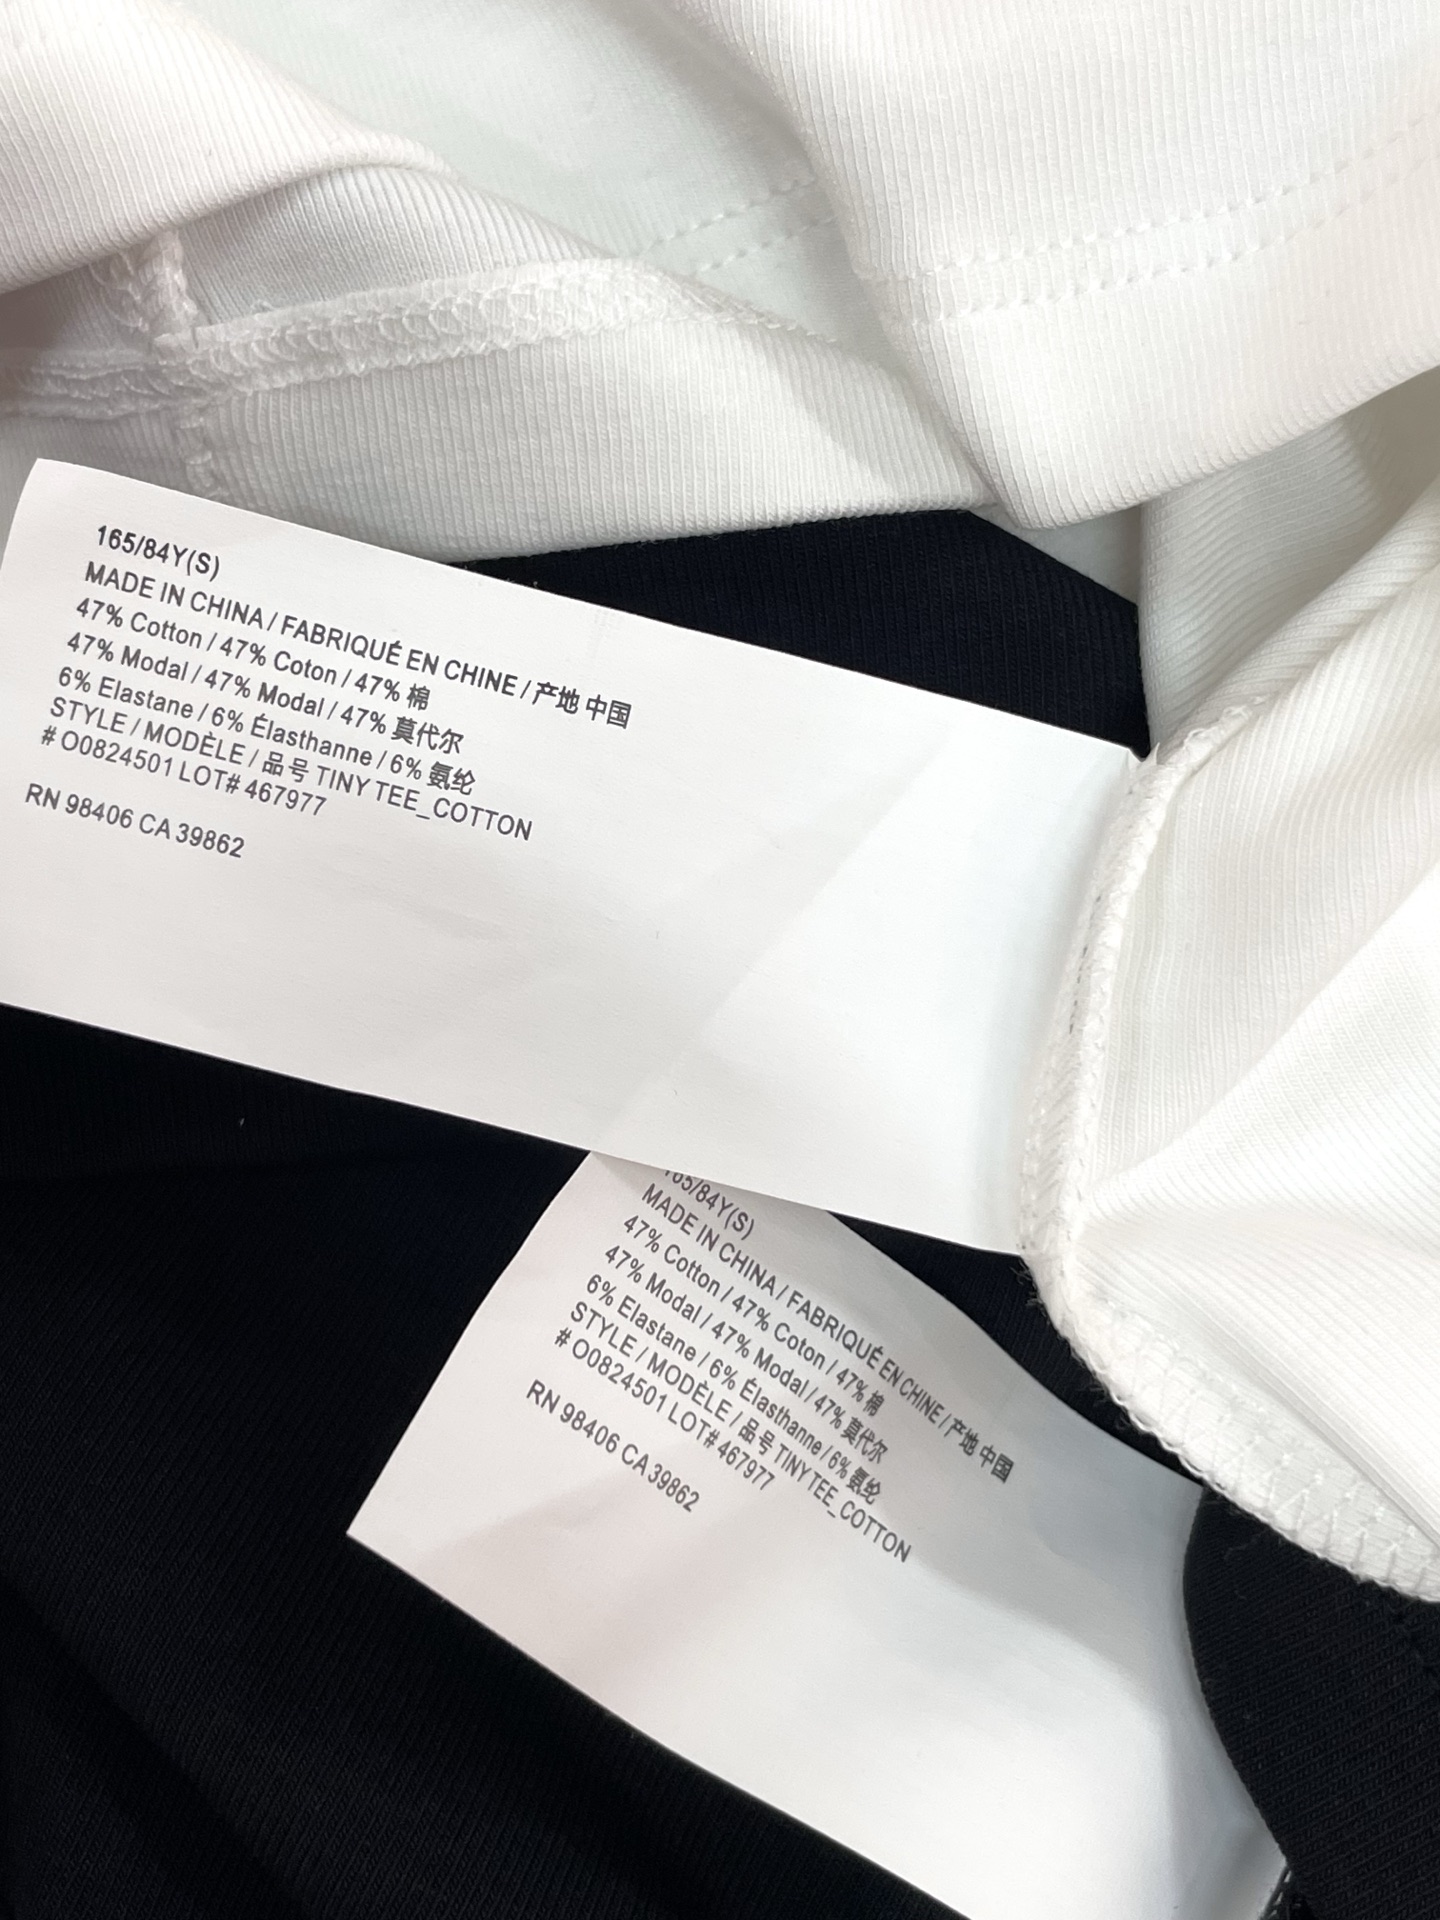 165/84Y(S)
MADE IN CHINA / FABRIQUÉ EN CHINE / 产地 中国
47% Cotton / 47% Coton / 47% 棉
47% Modal / 47% Modal / 47% 莫代尔
6% Elastane / 6% Élasthanne / 6% 氨纶
STYLE / MODÈLE / 品号 TINY TEE_COTTON
# O0824501 LOT# 467977
RN 98406 CA 39862
165/84Y(S)
MADE IN CHINA / FABRIQUÉ EN CHINE / 产地 中国
47% Cotton / 47% Coton / 47% 棉
47% Modal / 47% Modal / 47% 莫代尔
6% Elastane / 6% Élasthanne / 6% 氨纶
STYLE / MODÈLE / 品号 TINY TEE_COTTON
# O0824501 LOT# 467977
RN 98406 CA 39862